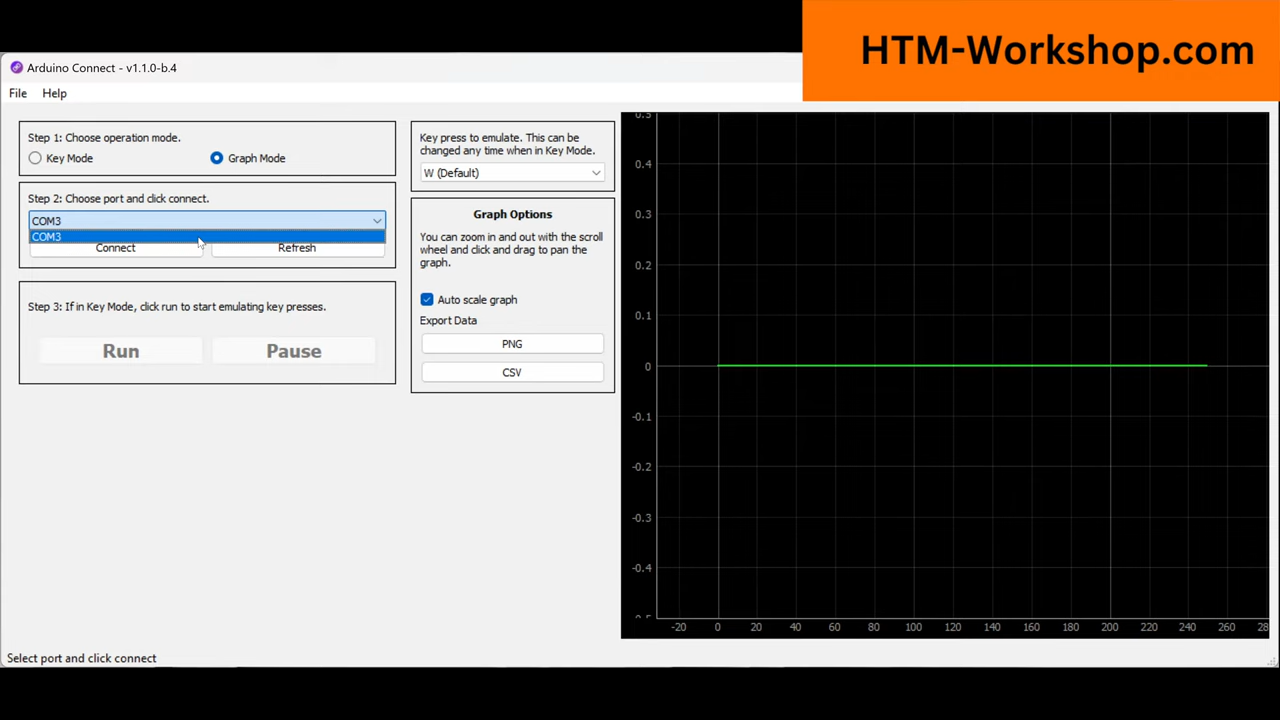 HTM-Workshop.com
Arduino Connect - v1.1.0-b.4
File Help
Step 1: Choose operation mode.
Key Mode Graph Mode
Step 2: Choose port and click connect.
COM3
COM3
Connect Refresh
Step 3: If in Key Mode, click run to start emulating key presses.
Run Pause
Key press to emulate. This can be
changed any time when in Key Mode.
W (Default)
Graph Options
You can zoom in and out with the scroll
wheel and click and drag to pan the
graph.
Auto scale graph
Export Data
PNG
CSV
0.5
0.4
0.3
0.2
0.1
0
-0.1
-0.2
-0.3
-0.4
-0.5
-20 0 20 40 60 80 100 120 140 160 180 200 220 240 260 28
Select port and click connect